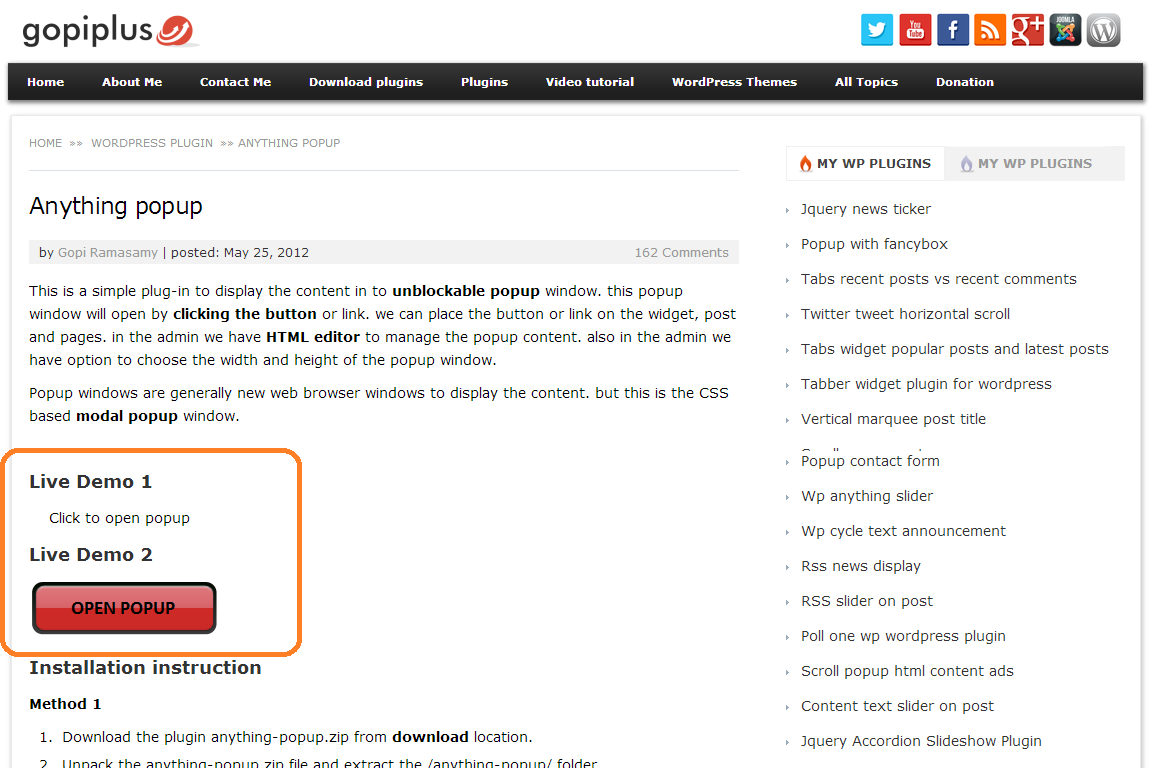 gopiplus
You
Tube
g+
JOOMLA
Home About Me Contact Me Download plugins Plugins Video tutorial WordPress Themes All Topics Donation
HOME »» WORDPRESS PLUGIN »» ANYTHING POPUP
Anything popup
by Gopi Ramasamy | posted: May 25, 2012 162 Comments
This is a simple plug-in to display the content in to unblockable popup window. this popup
window will open by clicking the button or link. we can place the button or link on the widget, post
and pages. in the admin we have HTML editor to manage the popup content. also in the admin we
have option to choose the width and height of the popup window.
Popup windows are generally new web browser windows to display the content. but this is the CSS
based modal popup window.
Live Demo 1
Click to open popup
Live Demo 2
OPEN POPUP
Installation instruction
Method 1
1. Download the plugin anything-popup.zip from download location.
2. Unpack the anything-popup.zip file and extract the /anything-popup/ folder
MY WP PLUGINS MY WP PLUGINS
Jquery news ticker
Popup with fancybox
Tabs recent posts vs recent comments
Twitter tweet horizontal scroll
Tabs widget popular posts and latest posts
Tabber widget plugin for wordpress
Vertical marquee post title
Popup contact form
Wp anything slider
Wp cycle text announcement
Rss news display
RSS slider on post
Poll one wp wordpress plugin
Scroll popup html content ads
Content text slider on post
Jquery Accordion Slideshow Plugin